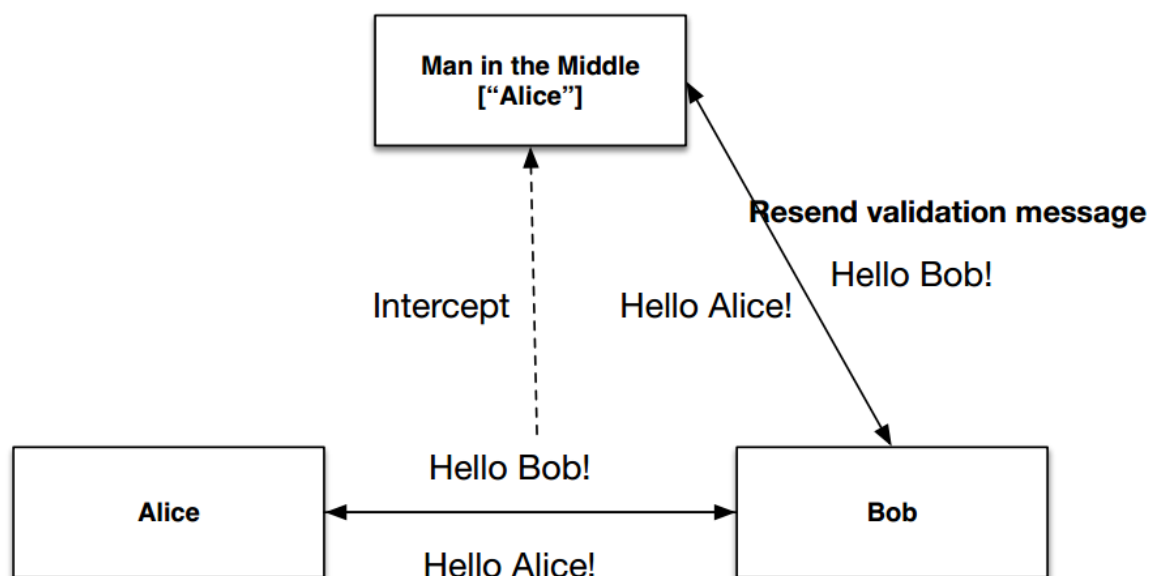 Man in the Middle
[“Alice”]
Resend validation message
Hello Bob!
Intercept
Hello Alice!
Hello Bob!
Alice
Bob
Hello Alice!